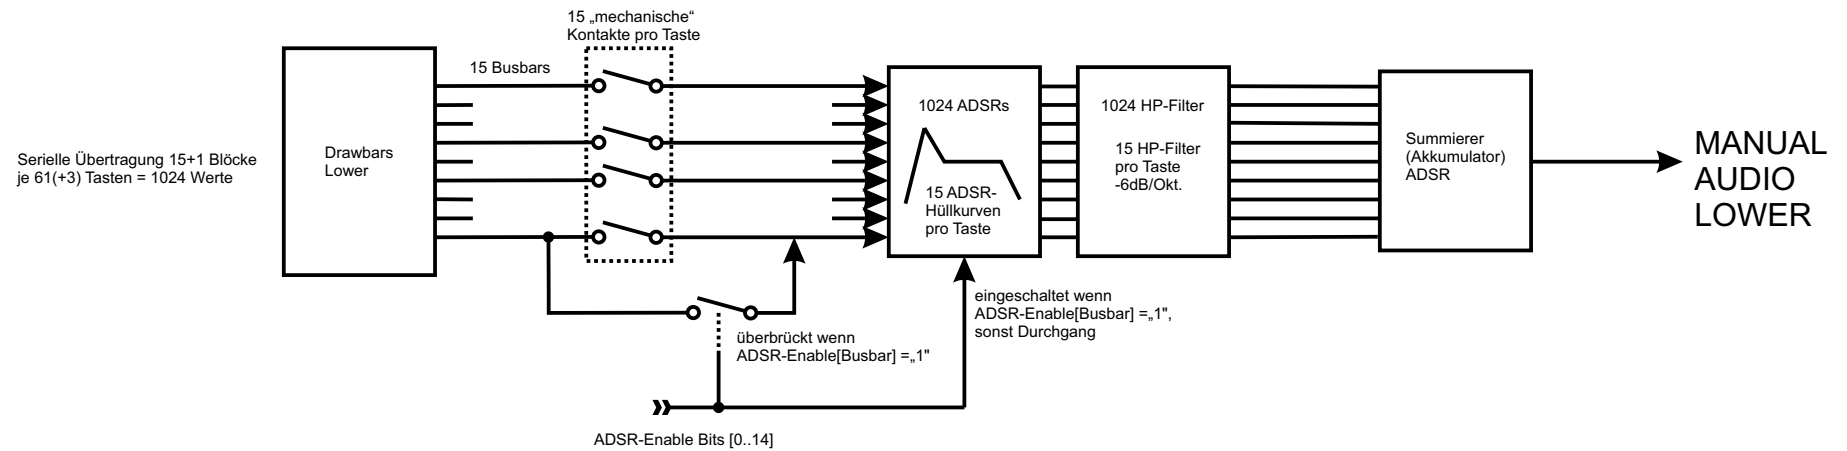 15 „mechanische“
Kontakte pro Taste
15 Busbars
Serielle Übertragung 15+1 Blöcke
je 61(+3) Tasten = 1024 Werte
Drawbars
Lower
1024 ADSRs
15 ADSR-
Hüllkurven
pro Taste
1024 HP-Filter
15 HP-Filter
pro Taste
-6dB/Okt.
Summierer
(Akkumulator)
ADSR
MANUAL
AUDIO
LOWER
eingeschaltet wenn
ADSR-Enable[Busbar] =„1",
sonst Durchgang
überbrückt wenn
ADSR-Enable[Busbar] =„1"
ADSR-Enable Bits [0..14]